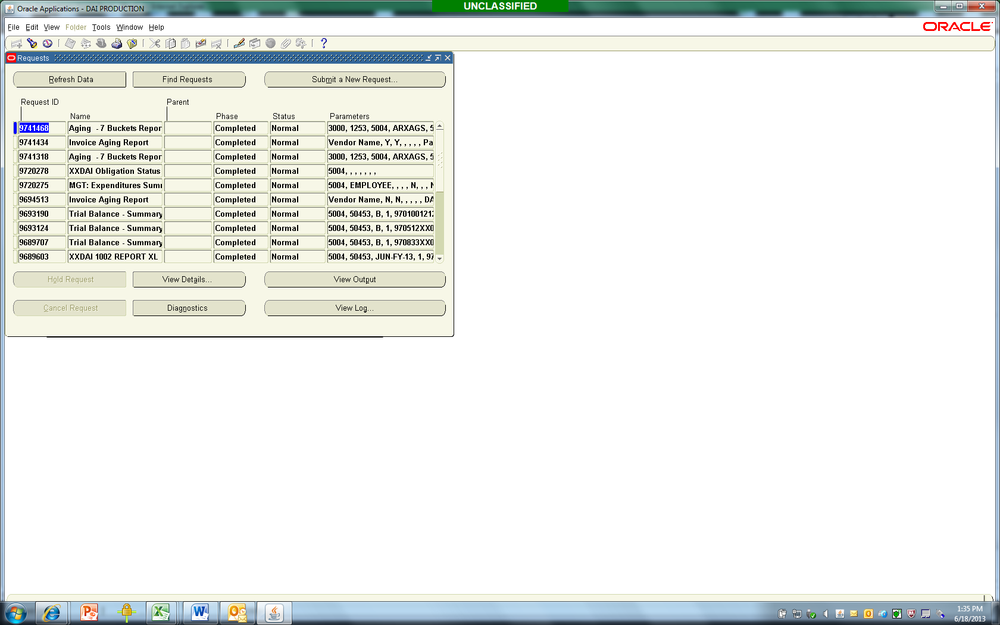 UNCLASSIFIED
Oracle Applications - DAI PRODUCTION
File Edit View Folder Tools Window Help
ORACLE
Requests
Refresh Data Find Requests Submit a New Request...
Request ID Parent
Name Phase Status Parameters
9741468 Aging - 7 Buckets Repor Completed Normal 3000, 1253, 5004, ARXAGS, 5
9741434 Invoice Aging Report Completed Normal Vendor Name, Y, Y, , , , , Pa
9741318 Aging - 7 Buckets Repor Completed Normal 3000, 1253, 5004, ARXAGS, 5
9720278 XXDAI Obligation Status Completed Normal 5004, , , , , , ,
9720275 MGT: Expenditures Sum Completed Normal 5004, EMPLOYEE, , , , N, , ,
9694513 Invoice Aging Report Completed Normal Vendor Name, N, N, , , , , DA
9693190 Trial Balance - Summary Completed Normal 5004, 50453, B, 1, 970100121
9693124 Trial Balance - Summary Completed Normal 5004, 50453, B, 1, 970512XX0
9689707 Trial Balance - Summary Completed Normal 5004, 50453, B, 1, 970833XX0
9689603 XXDAI 1002 REPORT XL Completed Normal 5004, 50453, JUN-FY-13, 1, 97
Hold Request View Details... View Output
Cancel Request Diagnostics View Log...
1:35 PM
6/18/2013